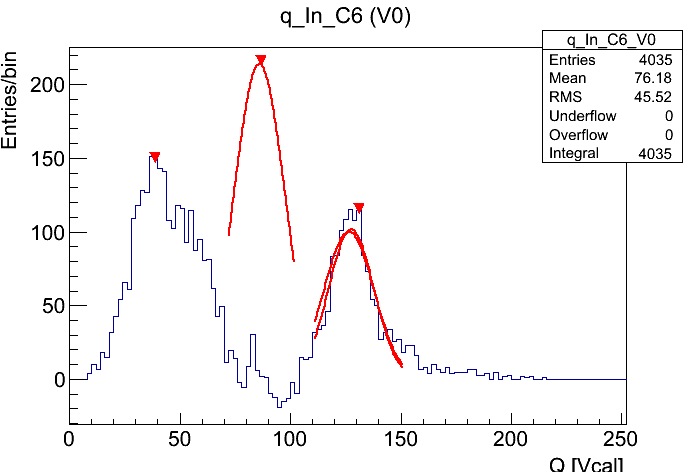 q_In_C6 (V0)
q_In_C6_V0
Entries 4035
Mean 76.18
RMS 45.52
Underflow 0
Overflow 0
Integral 4035
Entries/bin
200
150
100
50
0
0 50 100 150 200 250
Q [Vcal]